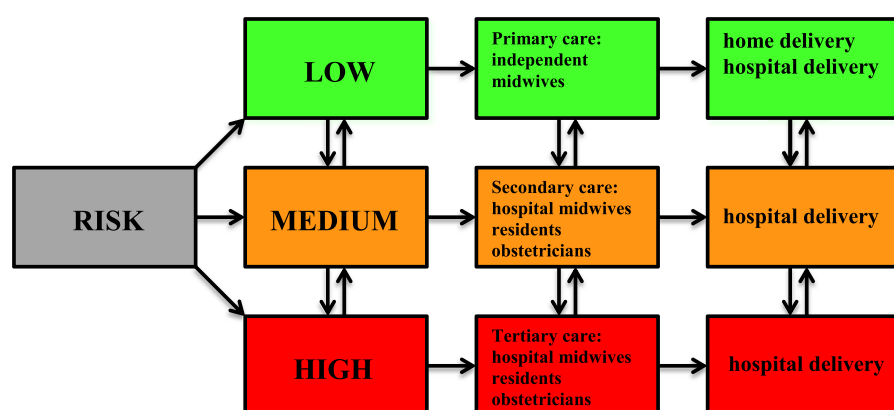 LOW
Primary care:
independent
midwives
home delivery
hospital delivery
RISK
MEDIUM
Secondary care:
hospital midwives
residents
obstetricians
hospital delivery
HIGH
Tertiary care:
hospital midwives
residents
obstetricians
hospital delivery